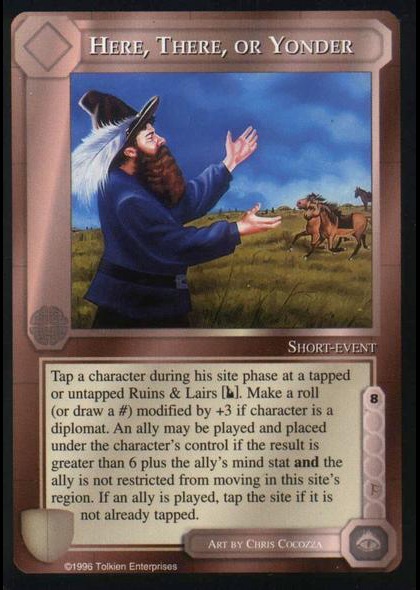 HERE, THERE, OR YONDER
SHORT-EVENT
Tap a character during his site phase at a tapped
or untapped Ruins & Lairs [ ]. Make a roll
(or draw a #) modified by +3 if character is a
diplomat. An ally may be played and placed
under the character's control if the result is
greater than 6 plus the ally's mind stat and the
ally is not restricted from moving in this site's
region. If an ally is played, tap the site if it is
not already tapped.
8
ART BY CHRIS COCOZZA
©1996 Tolkien Enterprises